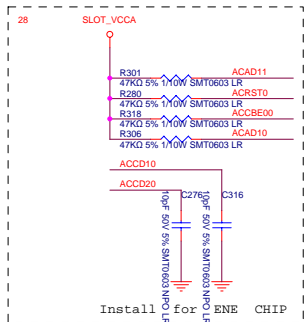 28
SLOT_VCCA
R301
ACAD11
47KΩ 5% 1/10W SMT0603 LR
R280
ACRST0
47KΩ 5% 1/10W SMT0603 LR
R318
ACCBE00
47KΩ 5% 1/10W SMT0603 LR
R306
ACAD10
47KΩ 5% 1/10W SMT0603 LR
ACCD10
ACCD20
C276
C316
10pF 50V 5% SMT0603 NPO LR
10pF 50V 5% SMT0603 NPO LR
Install for ENE CHIP